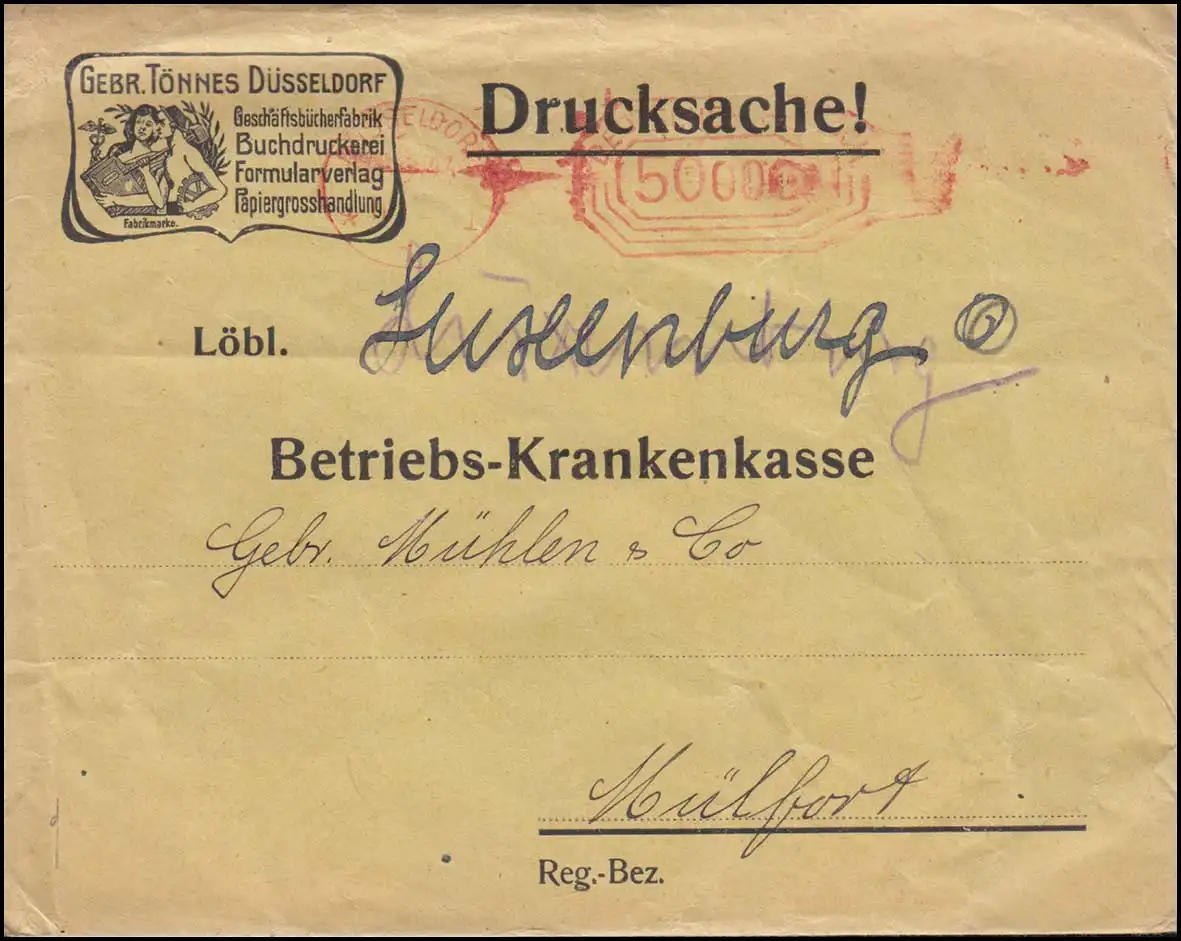 GEBR. TÖNNES DÜSSELDORF
Geschäftsbücherfabrik
Buchdruckerei
Formularverlag
Papiergrosshandlung
Fabrikmarke.
Drucksache!
50000
Löbl.
Betriebs-Krankenkasse
Gebr. Mühlen & Co
Mülfort
Reg.-Bez.